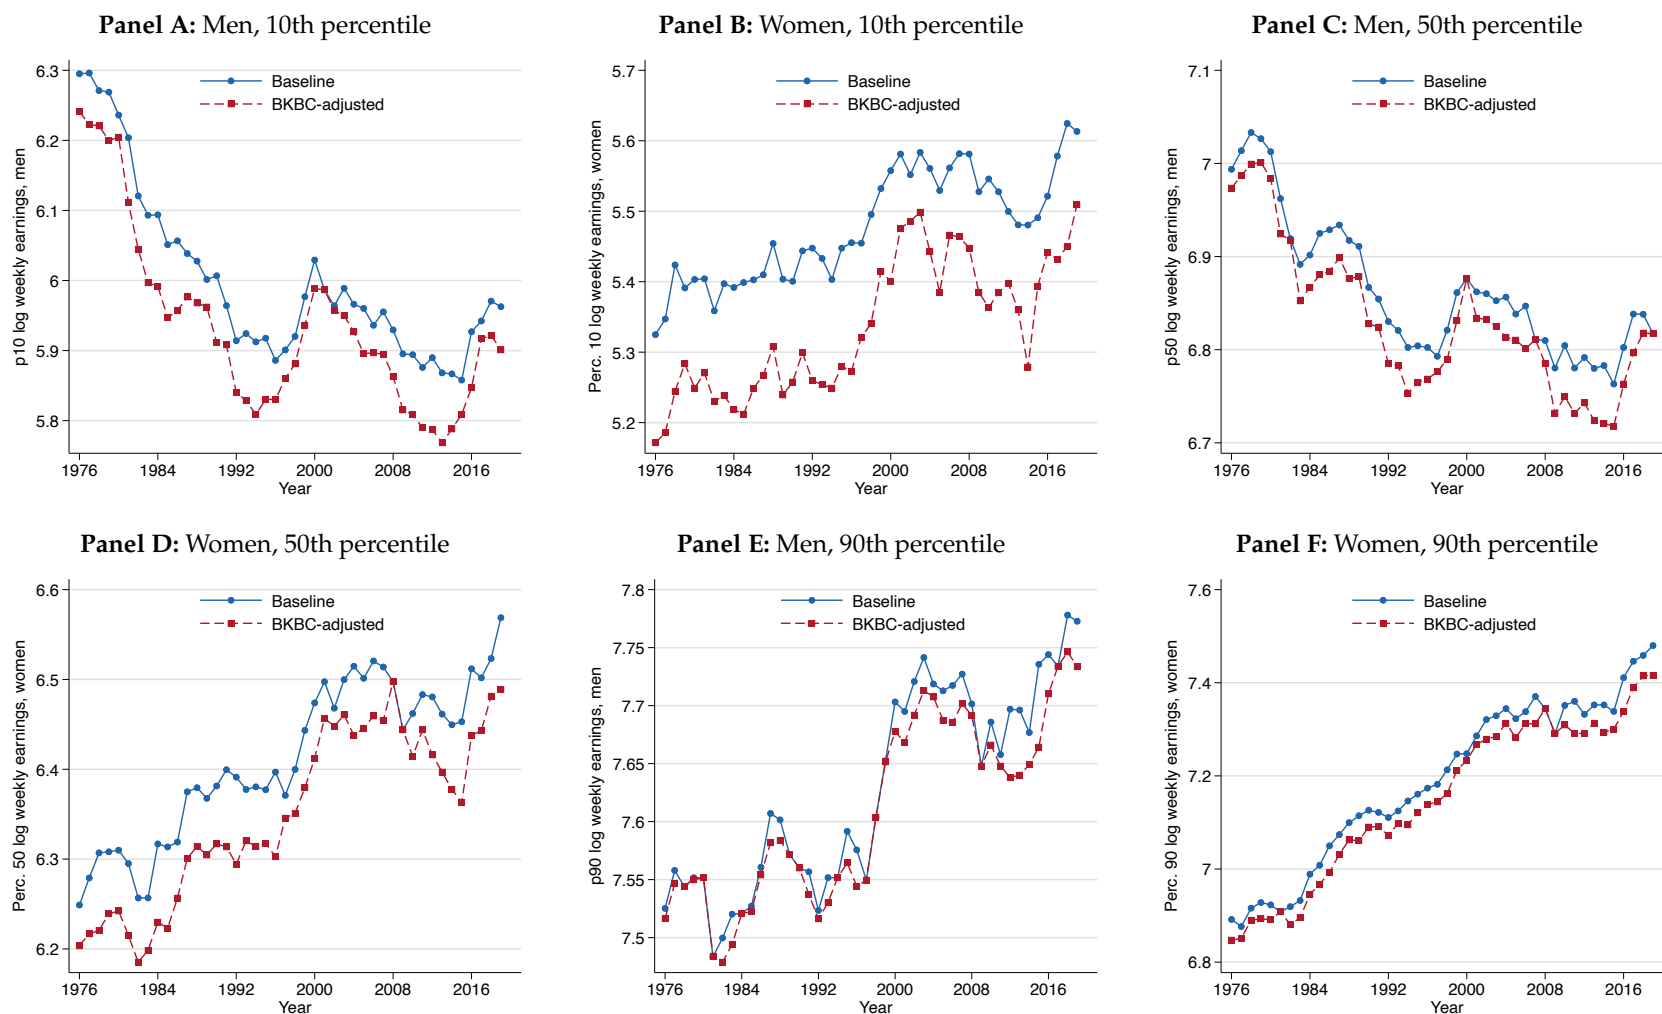 Panel A: Men, 10th percentile
p10 log weekly earnings, men
6.3
6.2
6.1
6
5.9
5.8
Baseline
BKBC-adjusted
1976 1984 1992 2000 2008 2016
Year
Panel B: Women, 10th percentile
Perc. 10 log weekly earnings, women
5.7
5.6
5.5
5.4
5.3
5.2
Baseline
BKBC-adjusted
1976 1984 1992 2000 2008 2016
Year
Panel C: Men, 50th percentile
p50 log weekly earnings, men
7.1
7
6.9
6.8
6.7
Baseline
BKBC-adjusted
1976 1984 1992 2000 2008 2016
Year
Panel D: Women, 50th percentile
Perc. 50 log weekly earnings, women
6.6
6.5
6.4
6.3
6.2
Baseline
BKBC-adjusted
1976 1984 1992 2000 2008 2016
Year
Panel E: Men, 90th percentile
p90 log weekly earnings, men
7.8
7.75
7.7
7.65
7.6
7.55
7.5
Baseline
BKBC-adjusted
1976 1984 1992 2000 2008 2016
Year
Panel F: Women, 90th percentile
Perc. 90 log weekly earnings, women
7.6
7.4
7.2
7
6.8
Baseline
BKBC-adjusted
1976 1984 1992 2000 2008 2016
Year